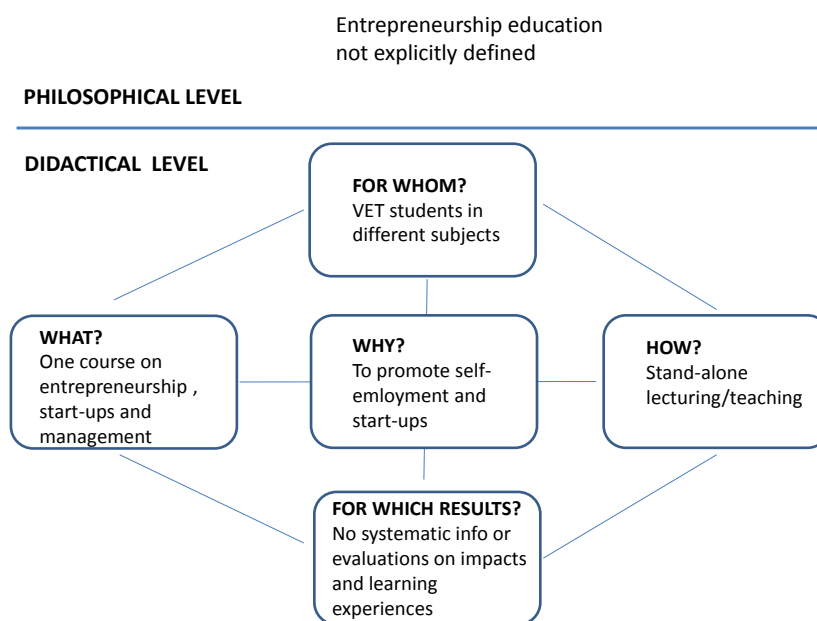 Entrepreneurship education
not explicitly defined
PHILOSOPHICAL LEVEL
DIDACTICAL  LEVEL
FOR WHOM?
VET students in
different subjects
WHAT?
One course on
entrepreneurship ,
start-ups and
management
WHY?
To promote self-
emloyment and
start-ups
HOW?
Stand-alone
lecturing/teaching
FOR WHICH RESULTS?
No systematic info or
evaluations on impacts
and learning
experiences